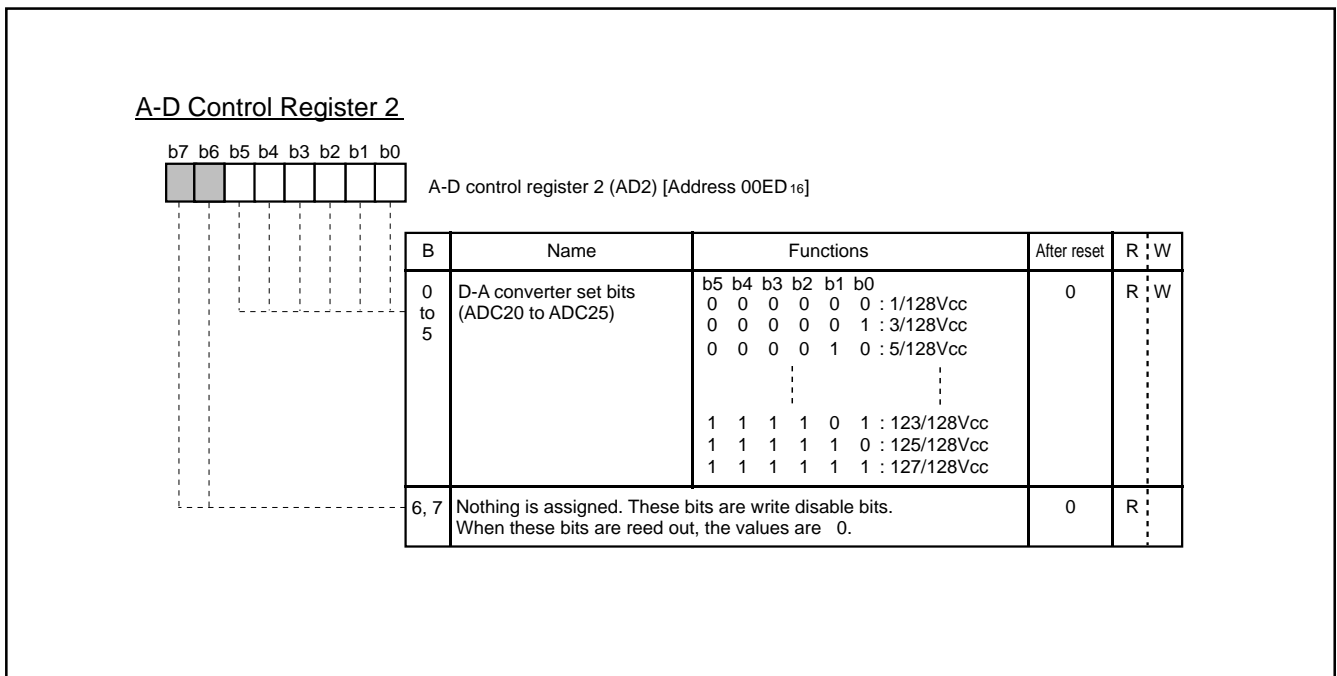 A-D Control Register 2
b7 b6 b5 b4 b3 b2 b1 b0
A-D control register 2 (AD2) [Address 00ED16]
B Name Functions After reset R W
0 to 5
D-A converter set bits
(ADC20 to ADC25)
b5 b4 b3 b2 b1 b0
0 0 0 0 0 0 : 1/128Vcc
0 0 0 0 0 1 : 3/128Vcc
0 0 0 0 1 0 : 5/128Vcc
1 1 1 1 0 1 : 123/128Vcc
1 1 1 1 1 0 : 125/128Vcc
1 1 1 1 1 1 : 127/128Vcc
0 R W
6, 7
Nothing is assigned. These bits are write disable bits.
When these bits are reed out, the values are 0.
0 R